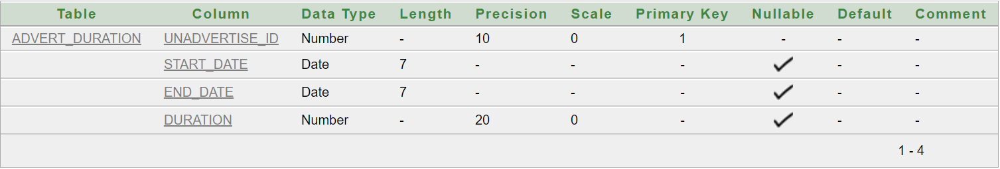 Table Column Data Type Length Precision Scale Primary Key Nullable Default Comment
ADVERT_DURATION UNADVERTISE_ID Number - 10 0 1 - - -
START_DATE Date 7 - - - ✓ - -
END_DATE Date 7 - - - ✓ - -
DURATION Number - 20 0 - ✓ - -
1 - 4